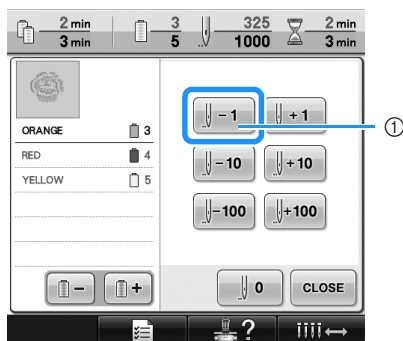 2 min 3 325 2 min
3 min 5 1000 3 min
-1 +1
①
ORANGE 3
RED 4
-10 +10
YELLOW 5
-100 +100
- + 0 CLOSE
?